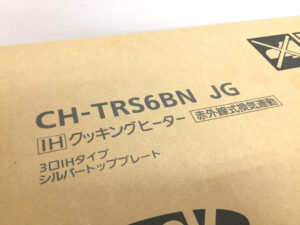 CH-TRS6BN JG
IH クッキングヒーター 赤外線式換気連動
3口IHタイプ
シルバートッププレート